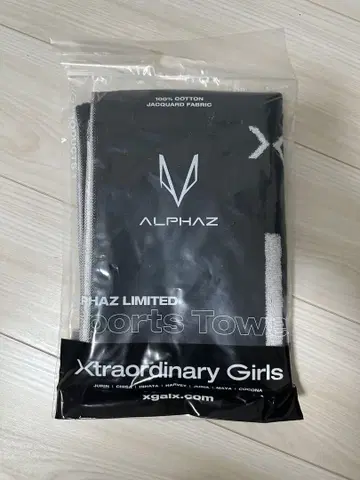 100% COTTON
JACQUARD FABRIC
ALPHAZ
PHAZ LIMITED
ports Towe
Xtraordinary Girls
JURIN | CHISA | HINATA | HARVEY | JURIA | MAYA | COCONA
xgalx.com